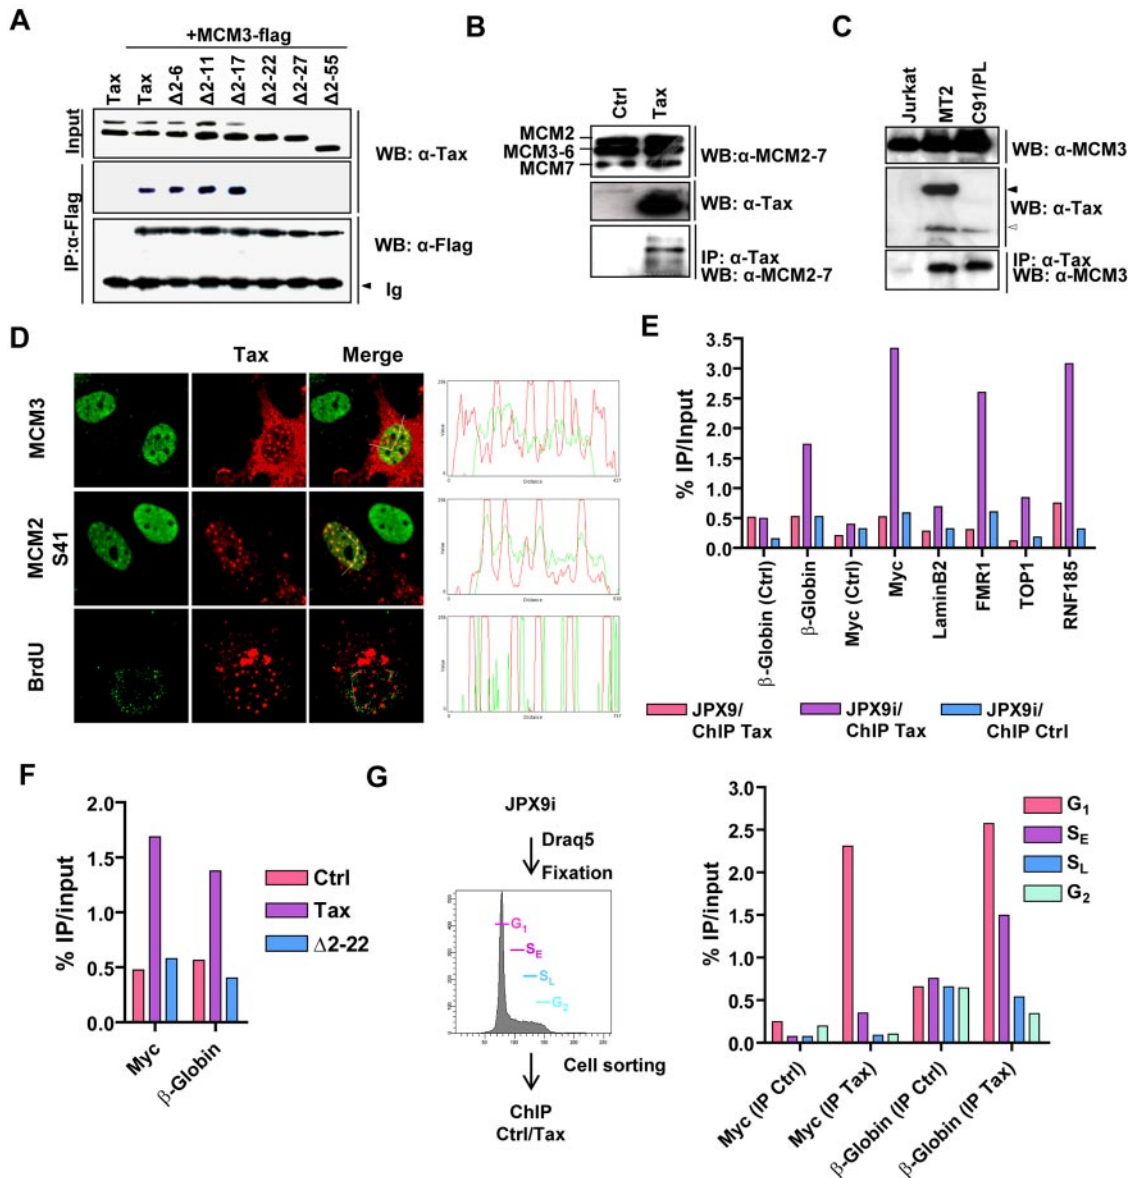 A
+MCM3-flag
Tax
Tax
Δ2-6
Δ2-11
Δ2-17
Δ2-22
Δ2-27
Δ2-55
Input
IP:α-Flag
WB: α-Tax
WB: α-Flag
Ig
B
Ctrl
Tax
MCM2
MCM3-6
MCM7
WB:α-MCM2-7
WB: α-Tax
IP: α-Tax
WB: α-MCM2-7
C
Jurkat
MT2
C91/PL
WB: α-MCM3
WB: α-Tax
IP: α-Tax
WB: α-MCM3
D
Tax
Merge
MCM3
MCM2
S41
BrdU
Distance
Distance
Distance
E
% IP/Input
3.5
3.0
2.5
2.0
1.5
1.0
0.5
0.0
β-Globin (Ctrl)
β-Globin
Myc (Ctrl)
Myc
LaminB2
FMR1
TOP1
RNF185
JPX9/
ChIP Tax
JPX9i/
ChIP Tax
JPX9i/
ChIP Ctrl
F
% IP/input
2.0
1.5
1.0
0.5
0.0
Myc
β-Globin
Ctrl
Tax
Δ2-22
G
JPX9i
Draq5
Fixation
G1
SE
SL
G2
50
100
150
200
250
Cell sorting
ChIP
Ctrl/Tax
% IP/input
3.0
2.5
2.0
1.5
1.0
0.5
0.0
Myc (IP Ctrl)
Myc (IP Tax)
β-Globin (IP Ctrl)
β-Globin (IP Tax)
G1
SE
SL
G2